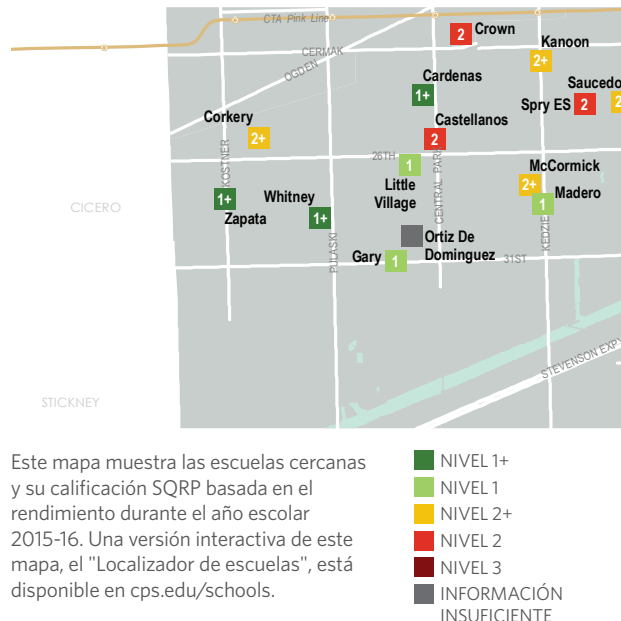 CTA Pink Line
2
Crown
CERMAK
Kanoon
2+
OGDEN
Cardenas
1+
Saucedo
Spry ES
2
2
Corkery
2+
Castellanos
2
26TH
KOSTNER
1
Little
Village
CENTRAL PARK
McCormick
2+
Madero
1
KEDZIE
CICERO
1+
Zapata
Whitney
1+
PULASKI
Ortiz De
Dominguez
Gary
1
31ST
STEVENSON EXPY
STICKNEY
Este mapa muestra las escuelas cercanas
y su calificación SQRP basada en el
rendimiento durante el año escolar
2015-16. Una versión interactiva de este
mapa, el "Localizador de escuelas", está
disponible en cps.edu/schools.
NIVEL 1+
NIVEL 1
NIVEL 2+
NIVEL 2
NIVEL 3
INFORMACIÓN
INSUFICIENTE